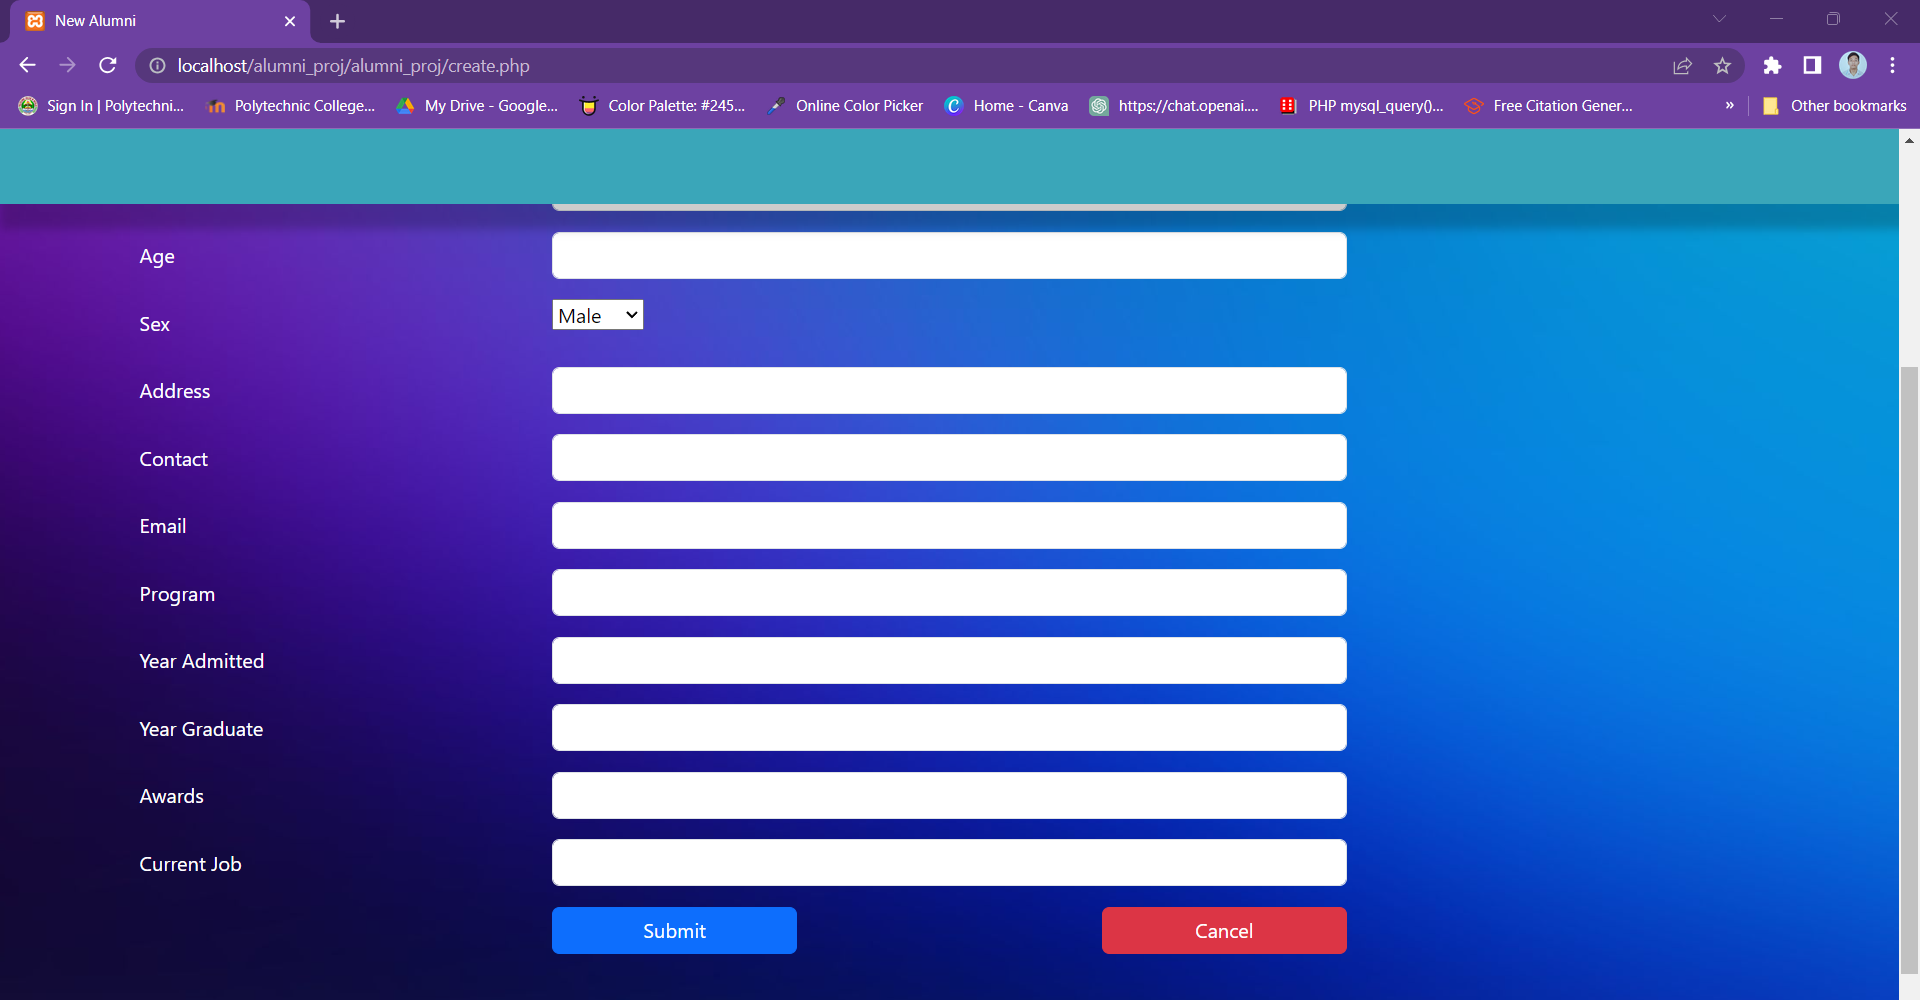 New Alumni
localhost/alumni_proj/alumni_proj/create.php
Sign In | Polytechni... Polytechnic College... My Drive - Google... Color Palette: #245... Online Color Picker Home - Canva https://chat.openai.... PHP mysql_query()... Free Citation Gener... » Other bookmarks
Age
Sex Male
Address
Contact
Email
Program
Year Admitted
Year Graduate
Awards
Current Job
Submit Cancel